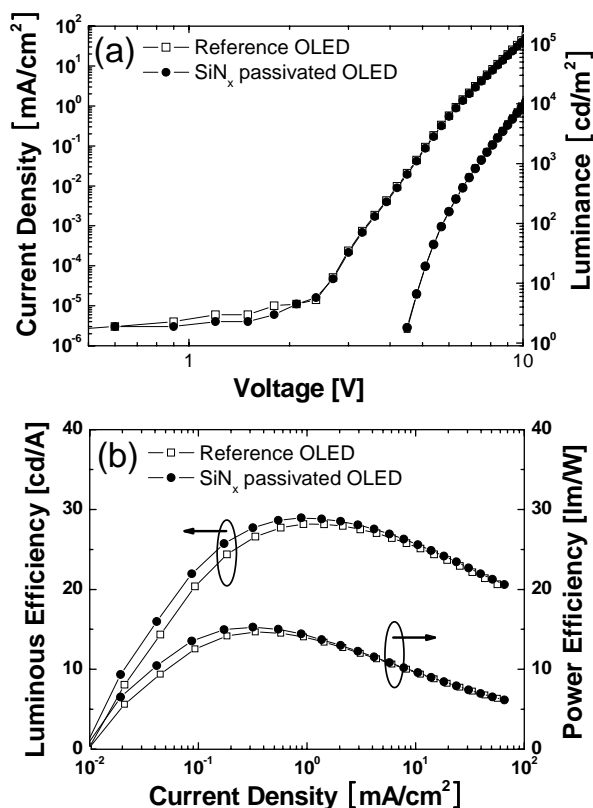 (a)
Reference OLED
SiNx passivated OLED
Current Density [mA/cm²]
10²
10¹
10⁰
10⁻¹
10⁻²
10⁻³
10⁻⁴
10⁻⁵
10⁻⁶
Luminance [cd/m²]
10⁵
10⁴
10³
10²
10¹
10⁰
1
10
Voltage [V]
(b)
Reference OLED
SiNx passivated OLED
Luminous Efficiency [cd/A]
40
30
20
10
0
Power Efficiency [lm/W]
40
30
20
10
0
10⁻²
10⁻¹
10⁰
10¹
10²
Current Density [mA/cm²]